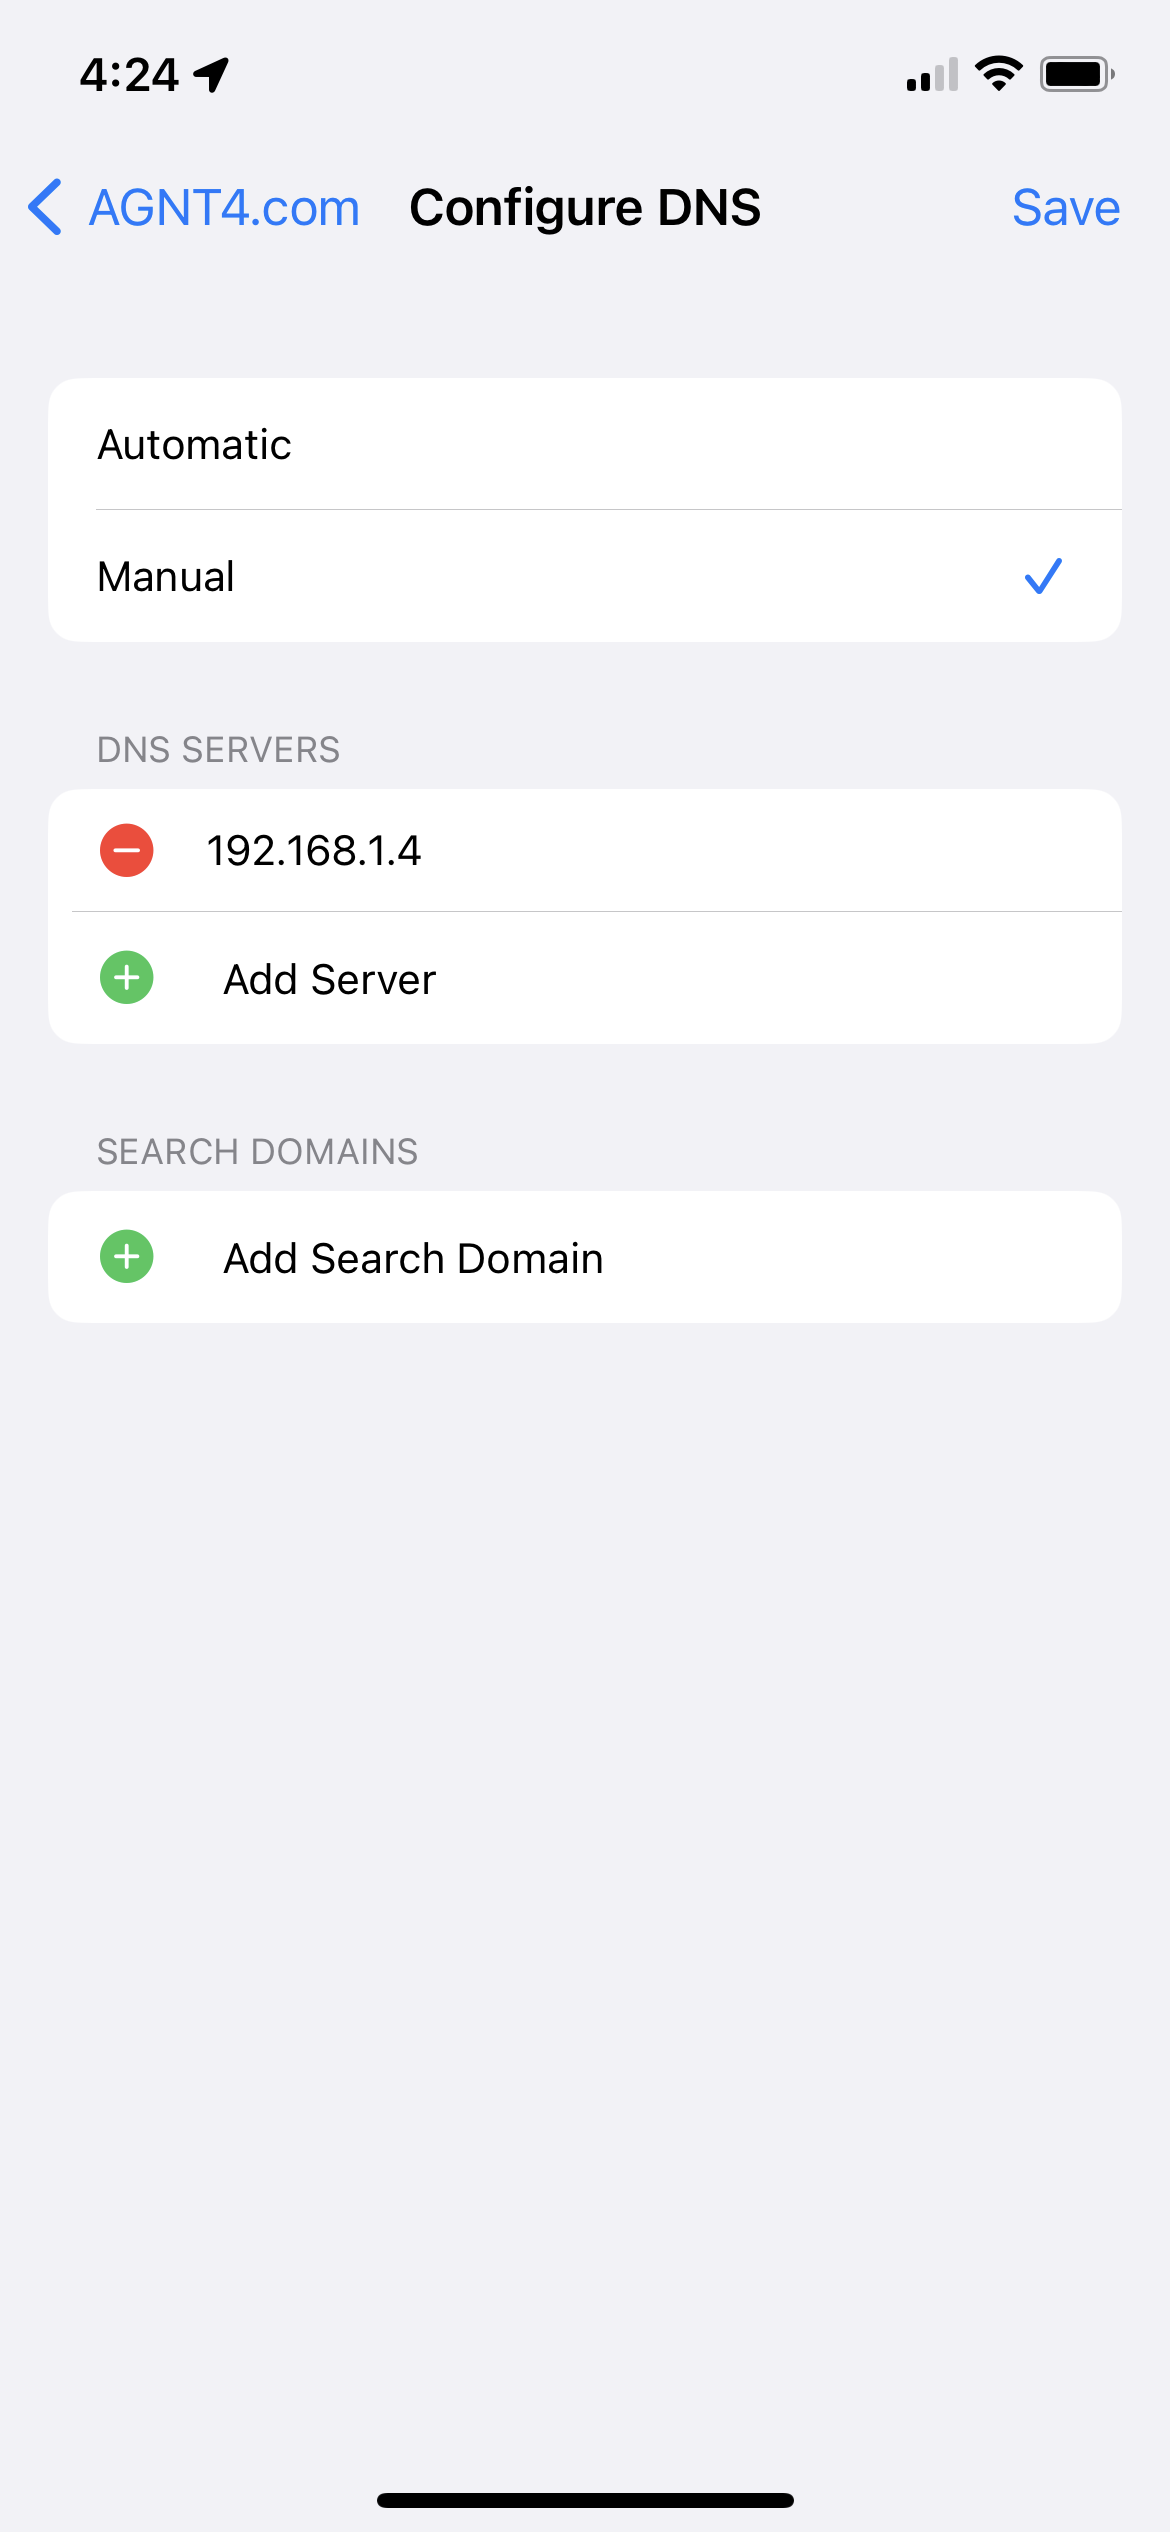 4:24
AGNT4.com Configure DNS Save
Automatic
Manual
DNS SERVERS
192.168.1.4
Add Server
SEARCH DOMAINS
Add Search Domain